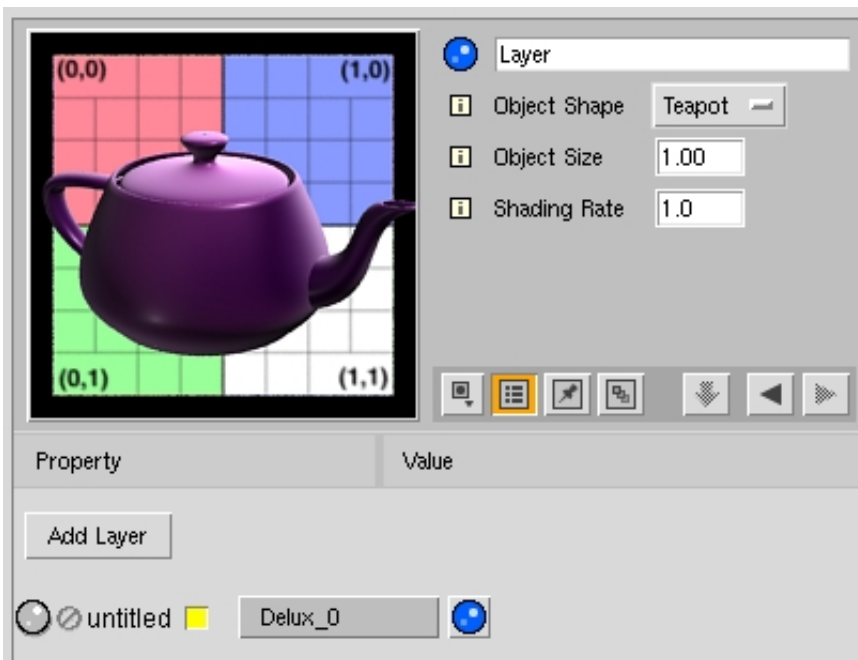 (0,0) (1,0)
(0,1) (1,1)
Layer
Object Shape Teapot
Object Size 1.00
Shading Rate 1.0
Property Value
Add Layer
untitled Delux_0